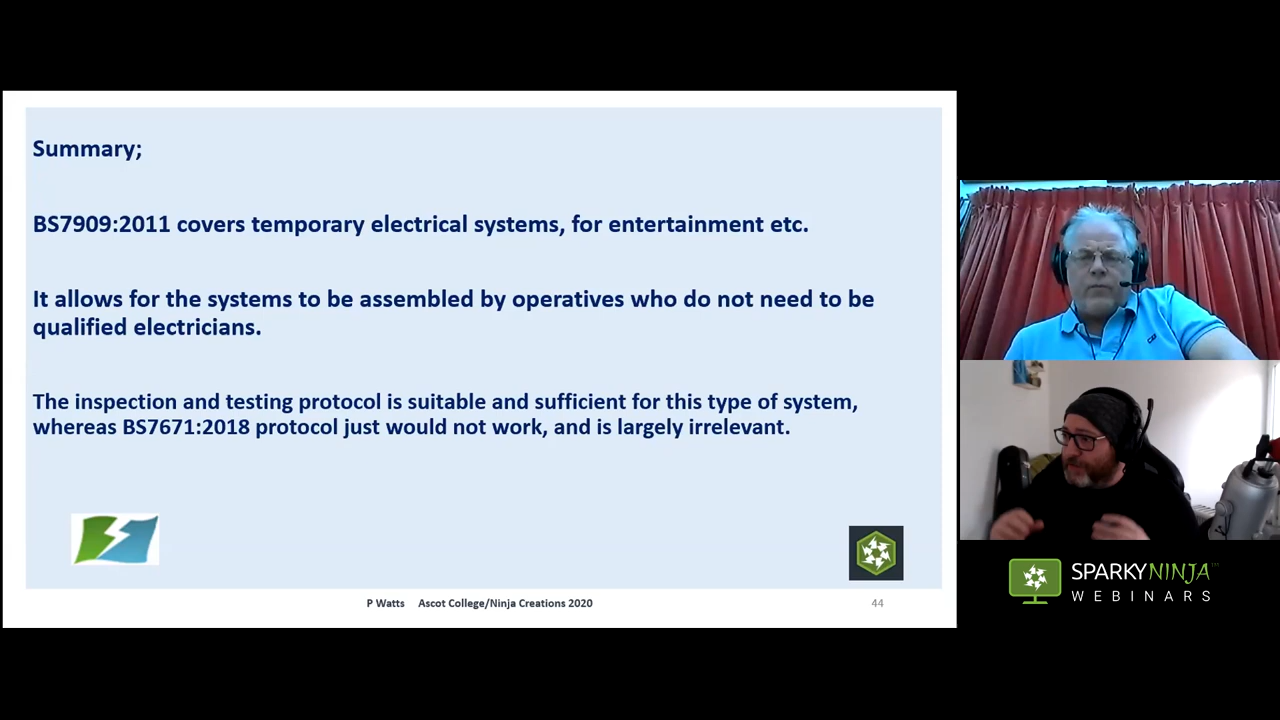 Summary;
BS7909:2011 covers temporary electrical systems, for entertainment etc.
It allows for the systems to be assembled by operatives who do not need to be
qualified electricians.
The inspection and testing protocol is suitable and sufficient for this type of system,
whereas BS7671:2018 protocol just would not work, and is largely irrelevant.
P Watts Ascot College/Ninja Creations 2020
44
SPARKYNINJA™
WEBINARS